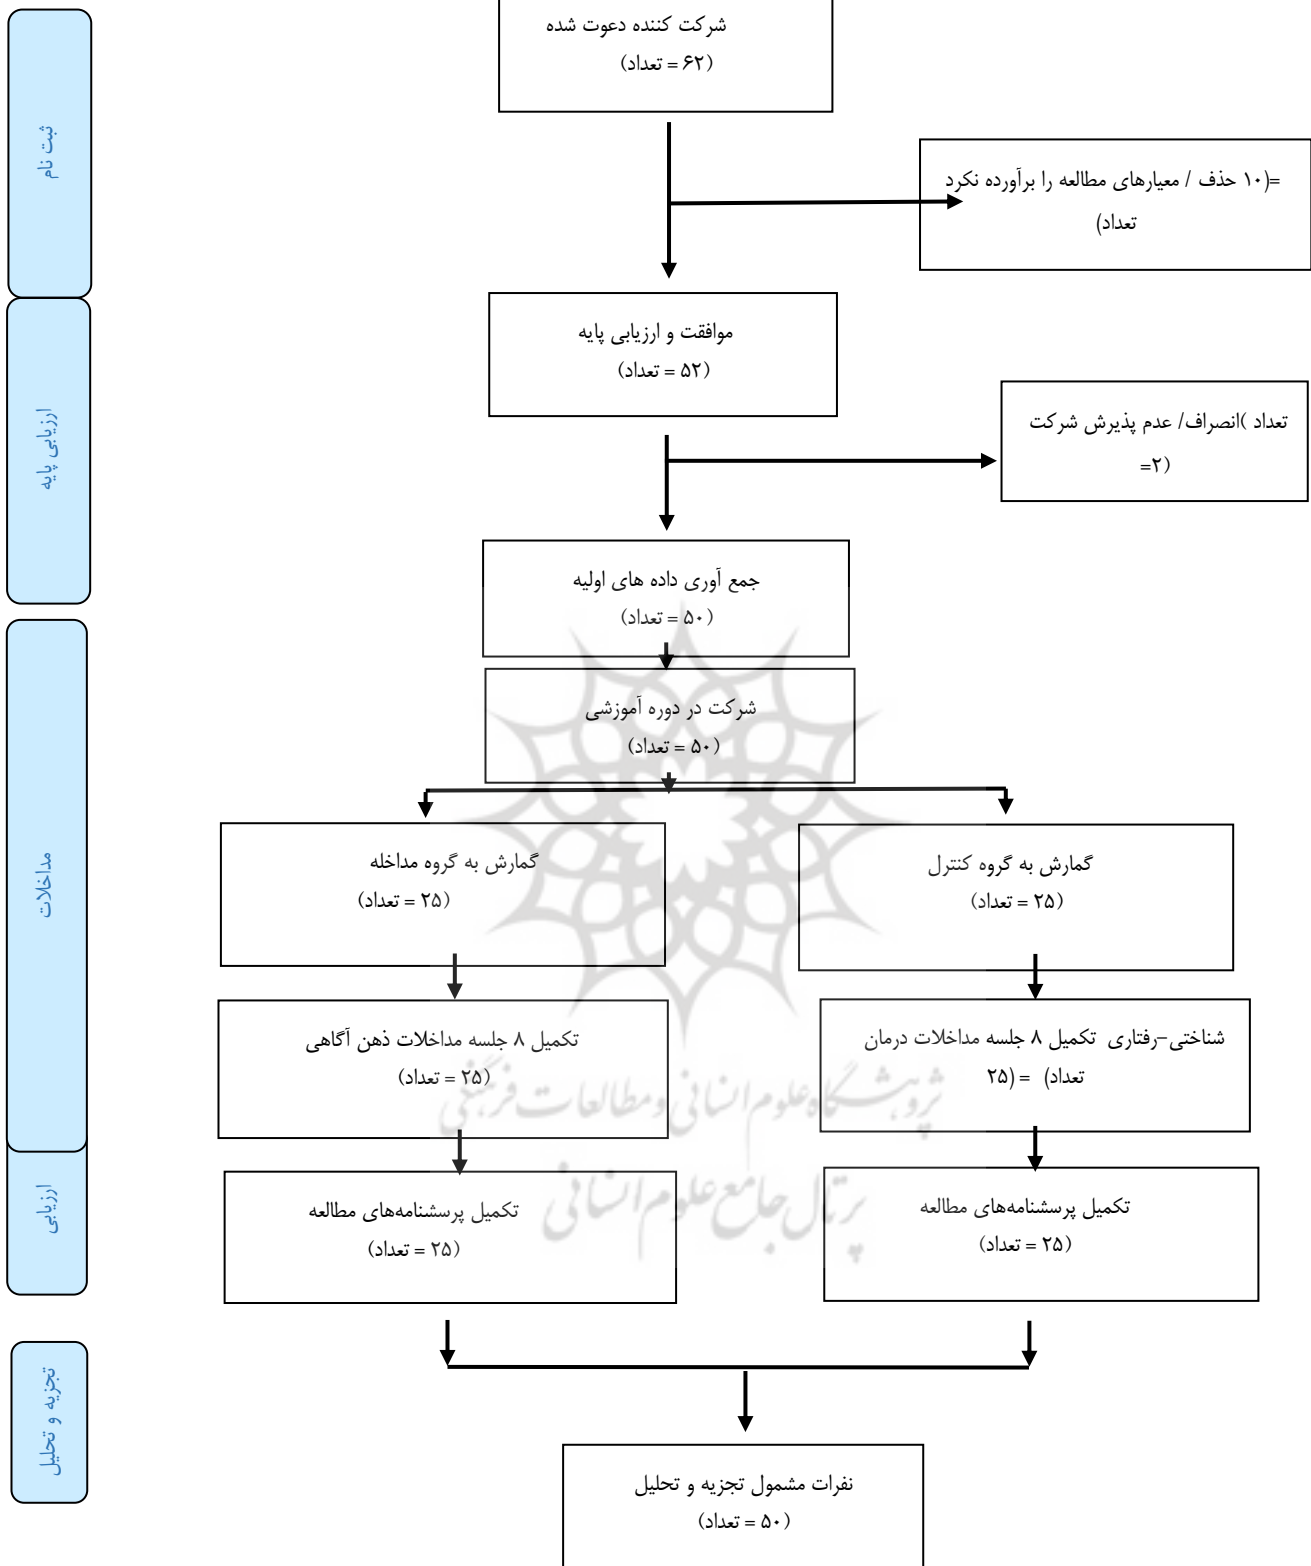 شرکت کننده دعوت شده
(۶۲ = تعداد)
ثبت نام
=(۱۰ حذف / معیارهای مطالعه را برآورده نکرد
تعداد)
موافقت و ارزیابی پایه
(۵۲ = تعداد)
ارزیابی پایه
تعداد )انصراف/ عدم پذیرش شرکت
=۲)
جمع آوری داده های اولیه
(۵۰ = تعداد)
شرکت در دوره آموزشی
(۵۰ = تعداد)
مداخلات
گمارش به گروه کنترل
(۲۵ = تعداد)
گمارش به گروه مداخله
(۲۵ = تعداد)
شناختی-رفتاری تکمیل ۸ جلسه مداخلات درمان
تعداد) = (۲۵
تکمیل ۸ جلسه مداخلات ذهن آگاهی
(۲۵ = تعداد)
پژوهشگاه علوم انسانی و مطالعات فرهنگی
پرتال جامع علوم انسانی
ارزیابی
تکمیل پرسشنامه‌های مطالعه
(۲۵ = تعداد)
تکمیل پرسشنامه‌های مطالعه
(۲۵ = تعداد)
تجزیه و تحلیل
نفرات مشمول تجزیه و تحلیل
(۵۰ = تعداد)